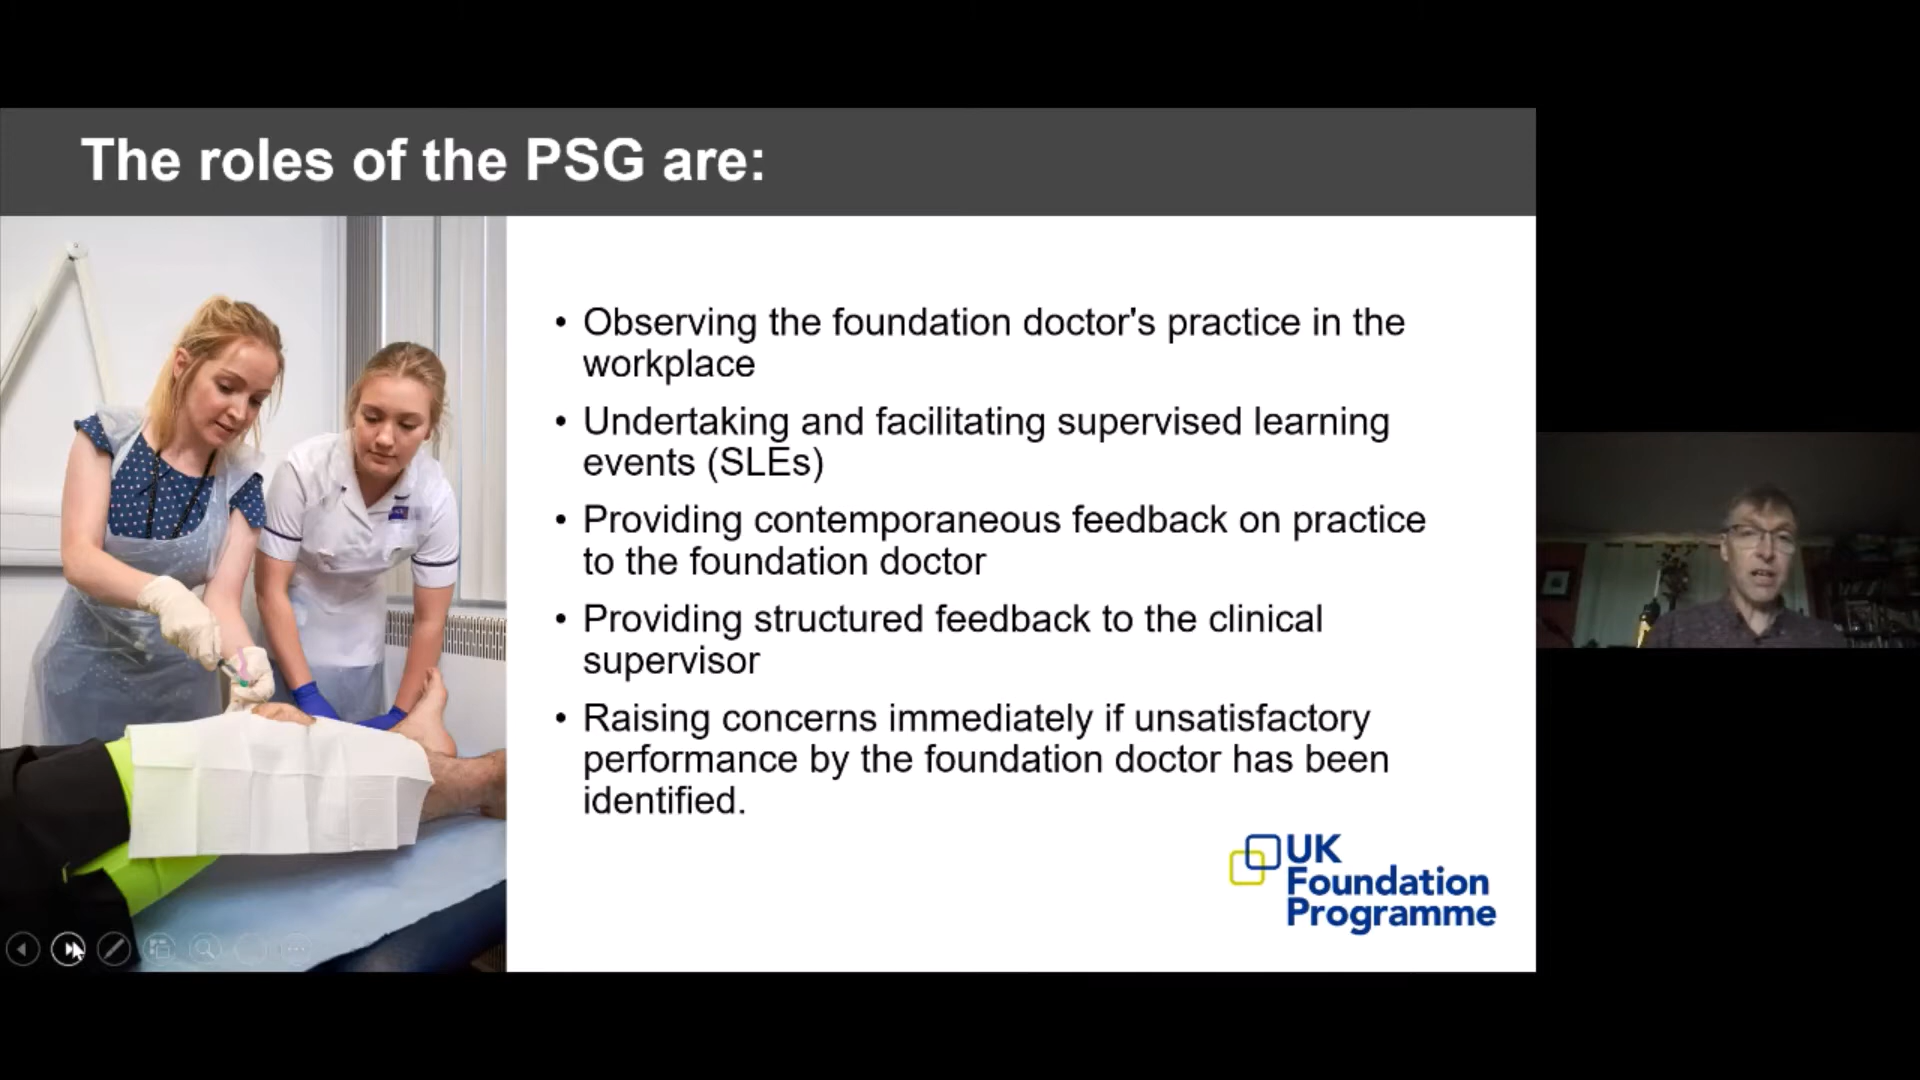 The roles of the PSG are:
• Observing the foundation doctor's practice in the
workplace
• Undertaking and facilitating supervised learning
events (SLEs)
• Providing contemporaneous feedback on practice
to the foundation doctor
• Providing structured feedback to the clinical
supervisor
• Raising concerns immediately if unsatisfactory
performance by the foundation doctor has been
identified.
UK
Foundation
Programme